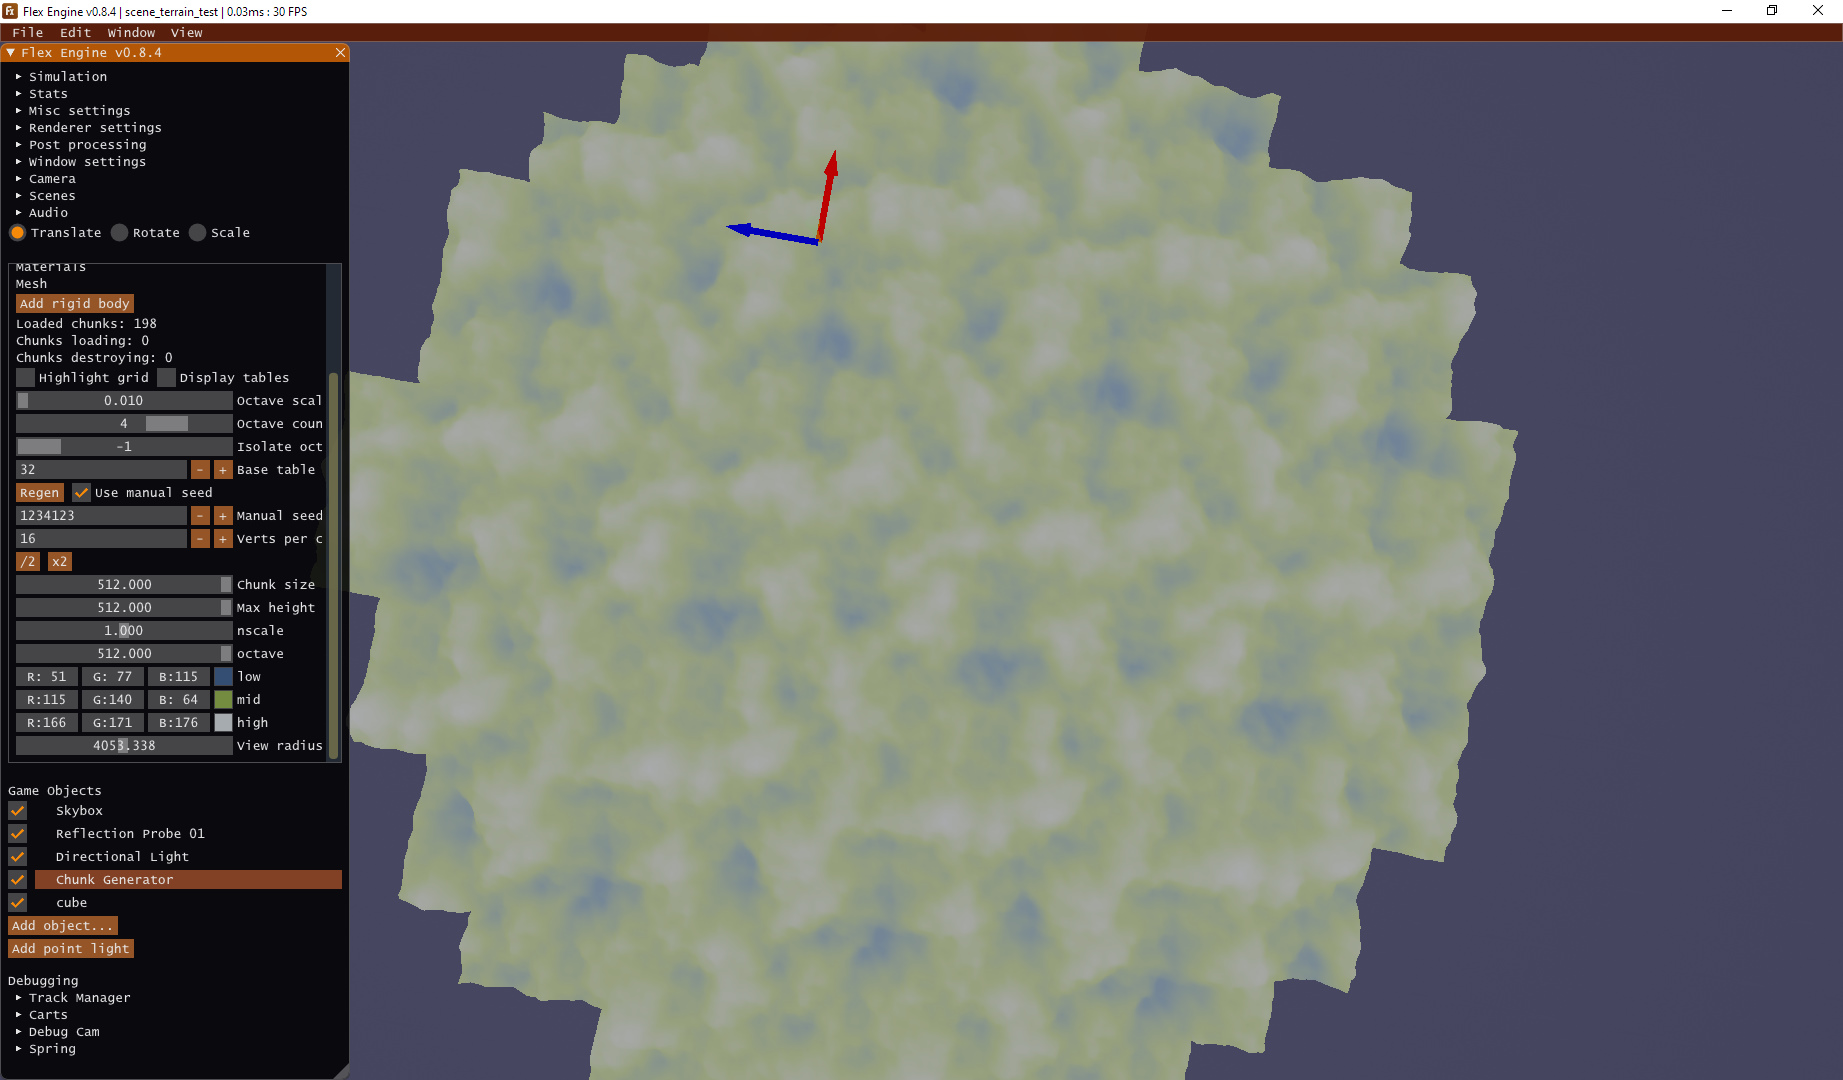 Flex Engine v0.8.4 | scene_terrain_test | 0.03ms : 30 FPS
File Edit Window View
Flex Engine v0.8.4
Simulation
Stats
Misc settings
Renderer settings
Post processing
Window settings
Camera
Scenes
Audio
Translate Rotate Scale
Materials
Mesh
Add rigid body
Loaded chunks: 198
Chunks loading: 0
Chunks destroying: 0
Highlight grid Display tables
0.010 Octave scal
4 Octave coun
-1 Isolate oct
32 - + Base table
Regen Use manual seed
1234123 - + Manual seed
16 - + Verts per c
/2 x2
512.000 Chunk size
512.000 Max height
1.000 nscale
512.000 octave
R: 51 G: 77 B:115 low
R:115 G:140 B: 64 mid
R:166 G:171 B:176 high
4053.338 View radius
Game Objects
Skybox
Reflection Probe 01
Directional Light
Chunk Generator
cube
Add object...
Add point light
Debugging
Track Manager
Carts
Debug Cam
Spring